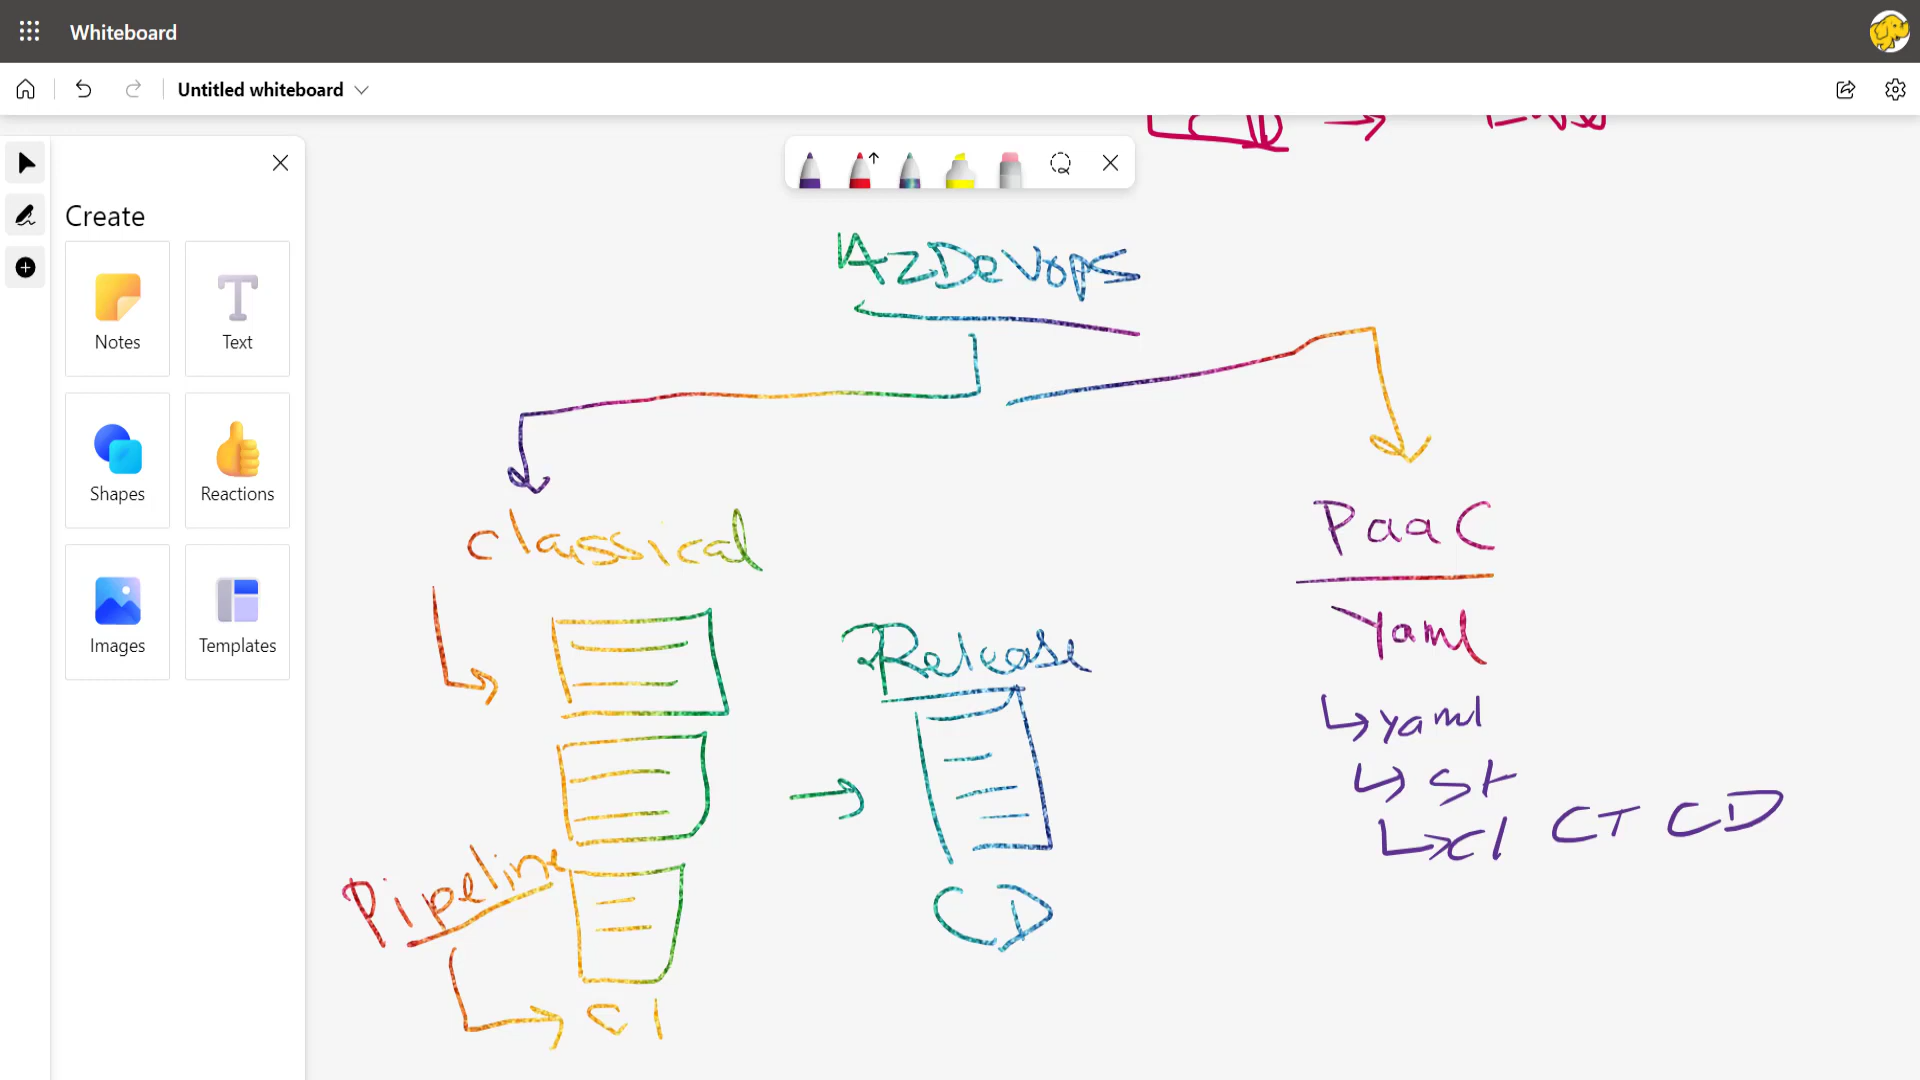 Whiteboard
Untitled whiteboard
CD →
Create
Notes
Text
Shapes
Reactions
Images
Templates
AzDevops
classical
PaaC
Yaml
Release
yaml
st
CI CT CD
Pipeline
CD
CI